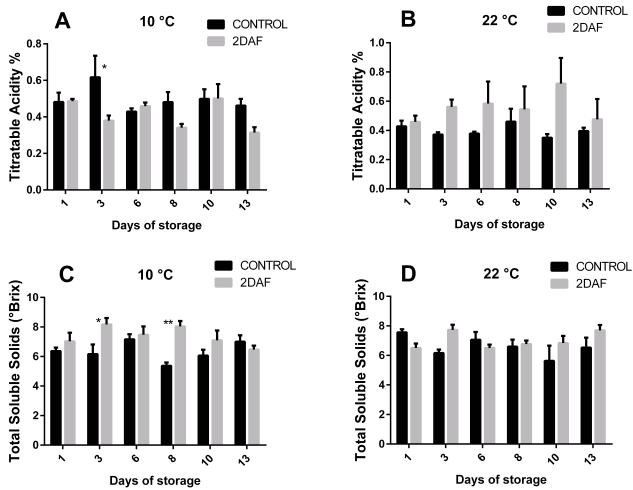 A
10 °C
CONTROL
2DAF
Titratable Acidity %
0.8
0.6
0.4
0.2
0.0
*
1
3
6
8
10
13
Days of storage
B
22 °C
CONTROL
2DAF
Titratable Acidity %
1.0
0.8
0.6
0.4
0.2
0.0
1
3
6
8
10
13
Days of storage
C
10 °C
CONTROL
2DAF
Total Soluble Solids (°Brix)
10
8
6
4
2
0
*
**
1
3
6
8
10
13
Days of storage
D
22 °C
CONTROL
2DAF
Total Soluble Solids (°Brix)
10
8
6
4
2
0
1
3
6
8
10
13
Days of storage